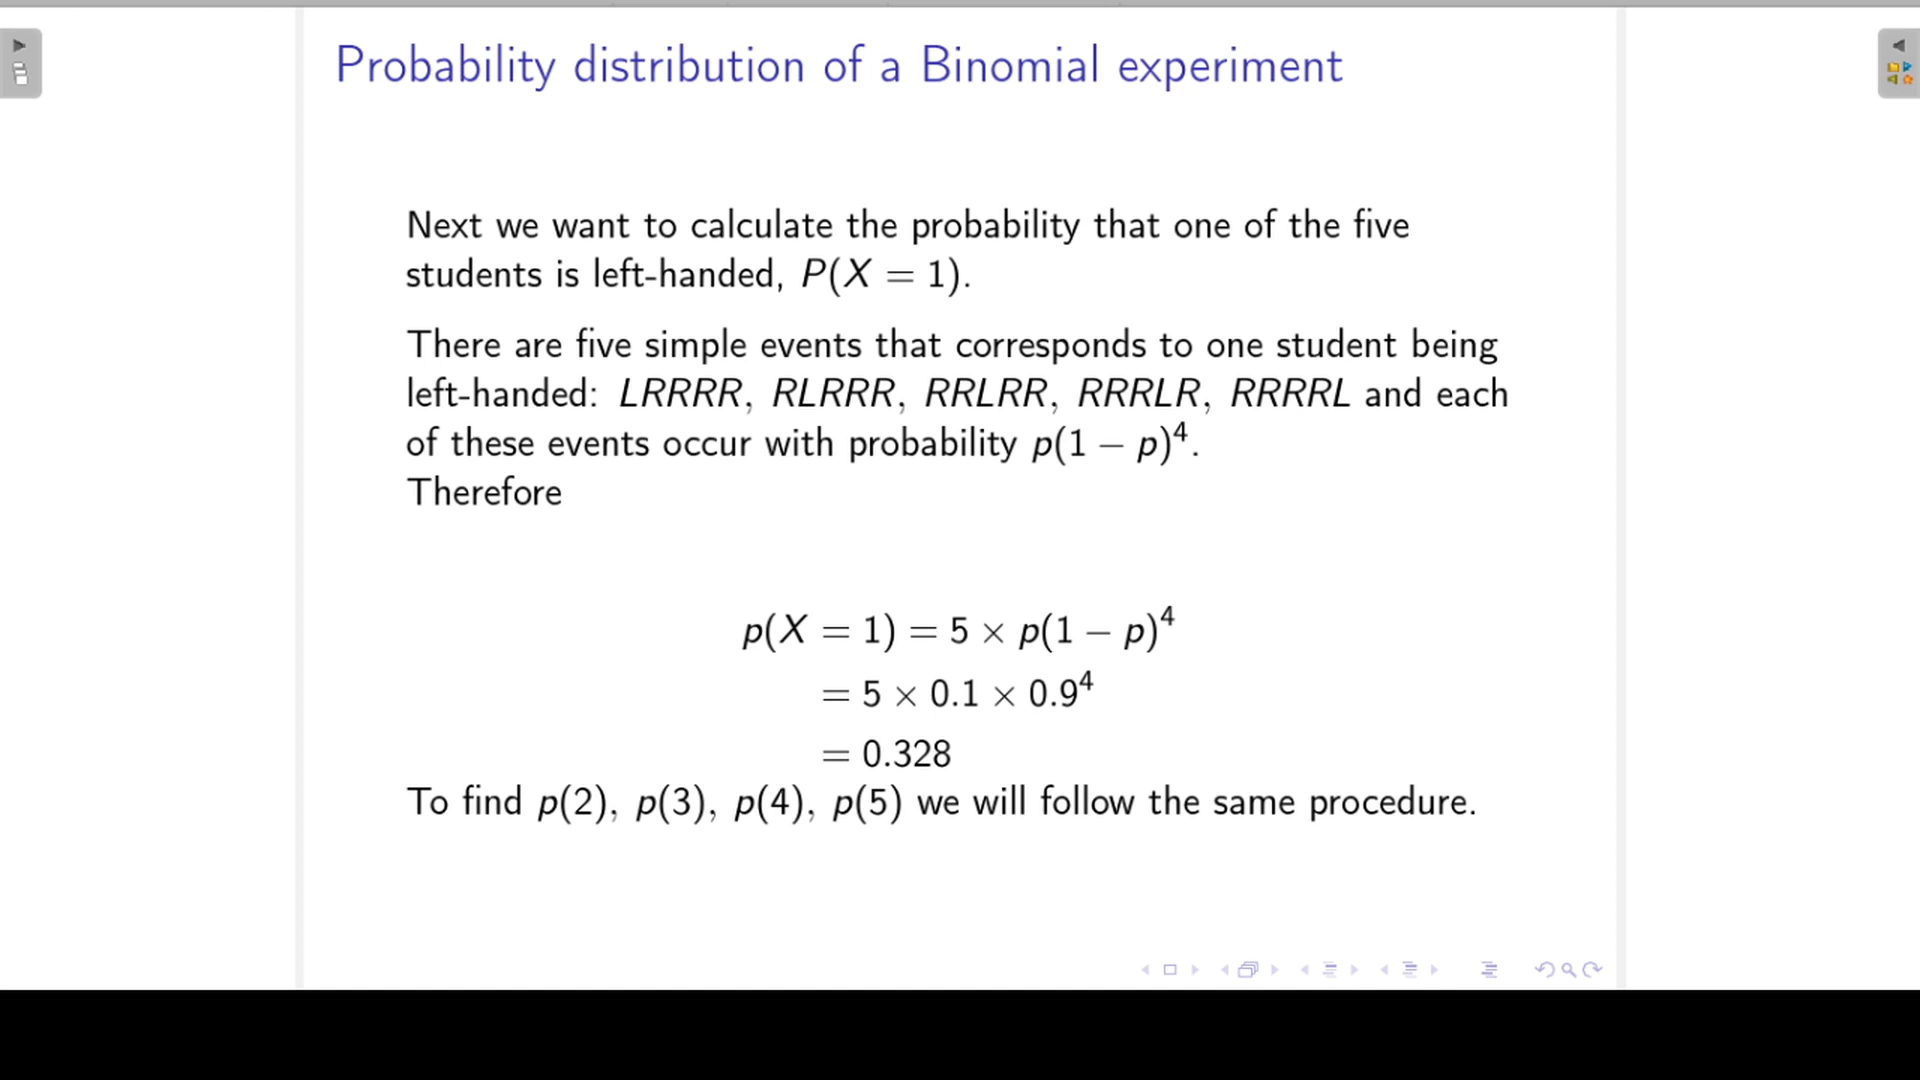 Probability distribution of a Binomial experiment
Next we want to calculate the probability that one of the five
students is left-handed, P(X = 1).
There are five simple events that corresponds to one student being
left-handed: LRRRR, RLRRR, RRLRR, RRRLR, RRRRL and each
of these events occur with probability p(1 − p)⁴.
Therefore
p(X = 1) = 5 × p(1 − p)⁴
= 5 × 0.1 × 0.9⁴
= 0.328
To find p(2), p(3), p(4), p(5) we will follow the same procedure.